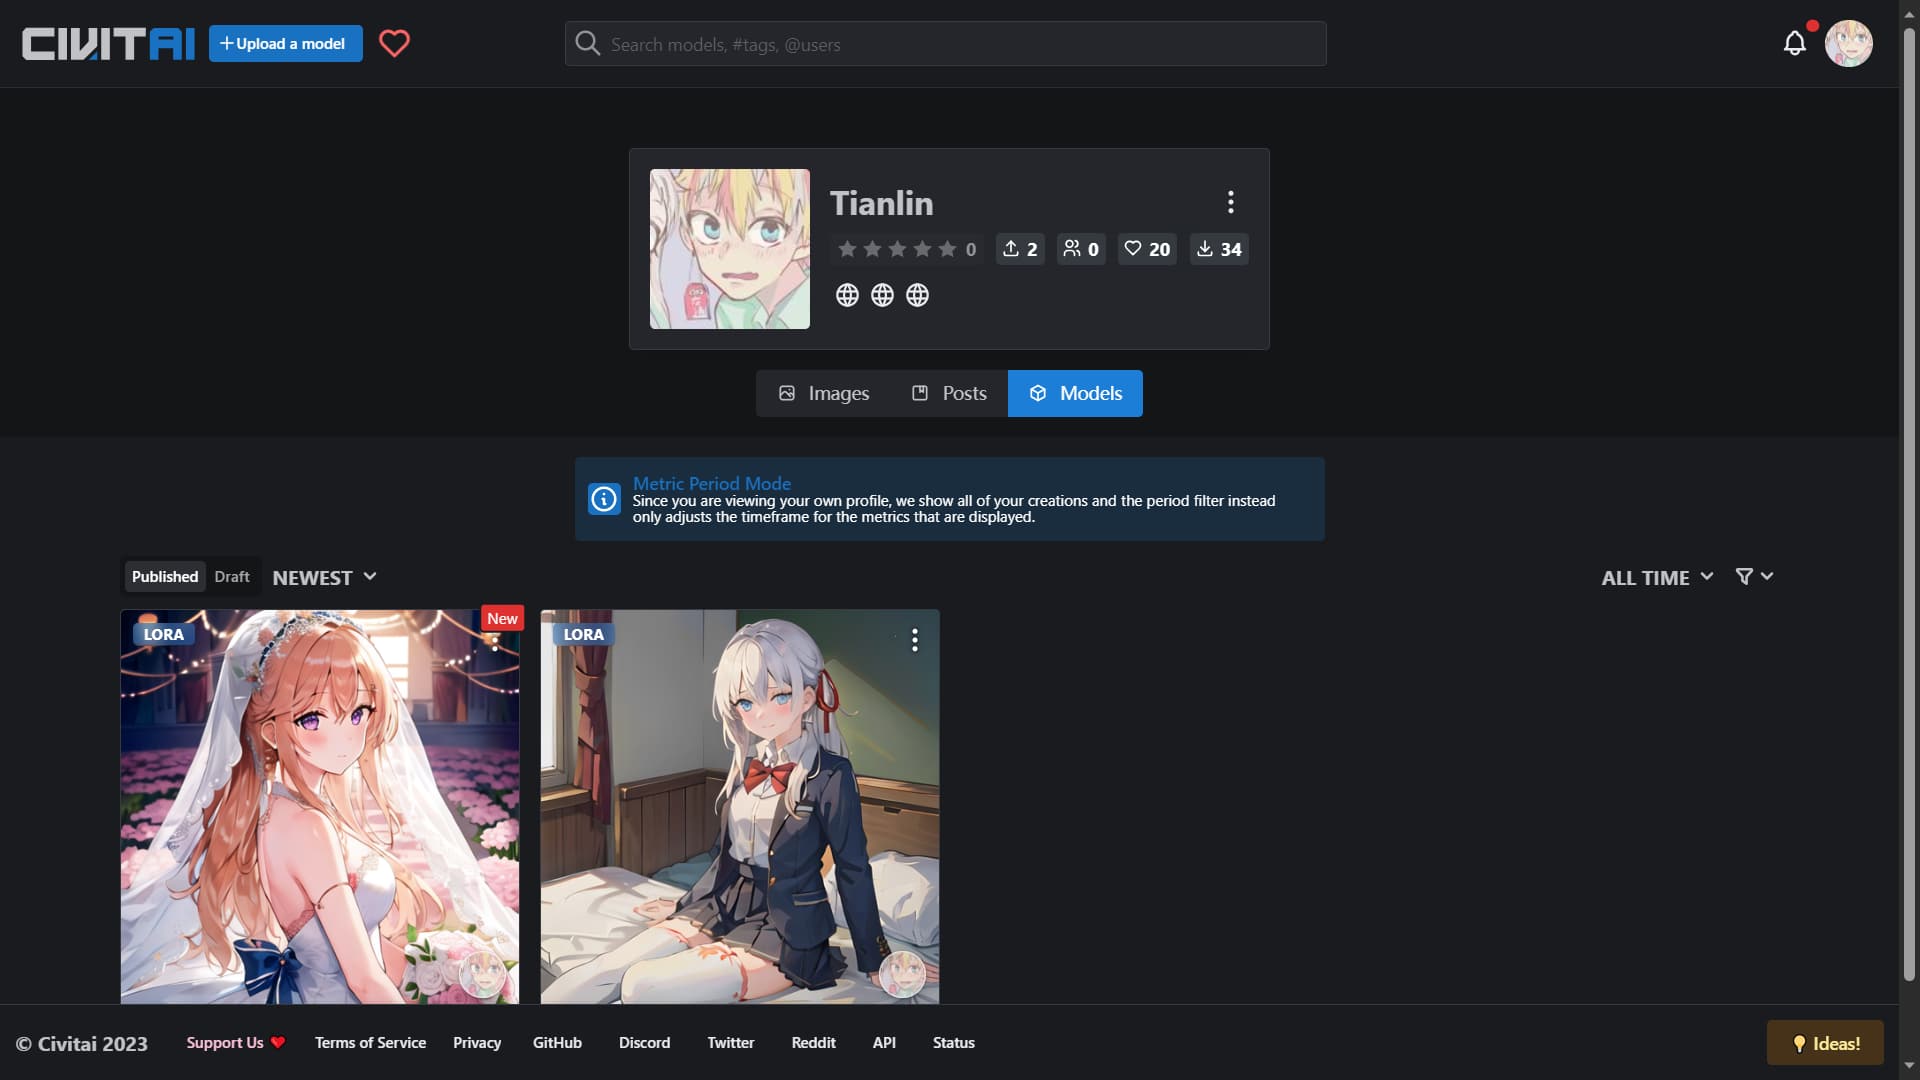 CIVITAI
Upload a model
Search models, #tags, @users
Tianlin
0 2 0 20 34
Images Posts Models
Metric Period Mode
Since you are viewing your own profile, we show all of your creations and the period filter instead
only adjusts the timeframe for the metrics that are displayed.
Published Draft NEWEST ALL TIME
LORA New LORA
© Civitai 2023 Support Us Terms of Service Privacy GitHub Discord Twitter Reddit API Status Ideas!